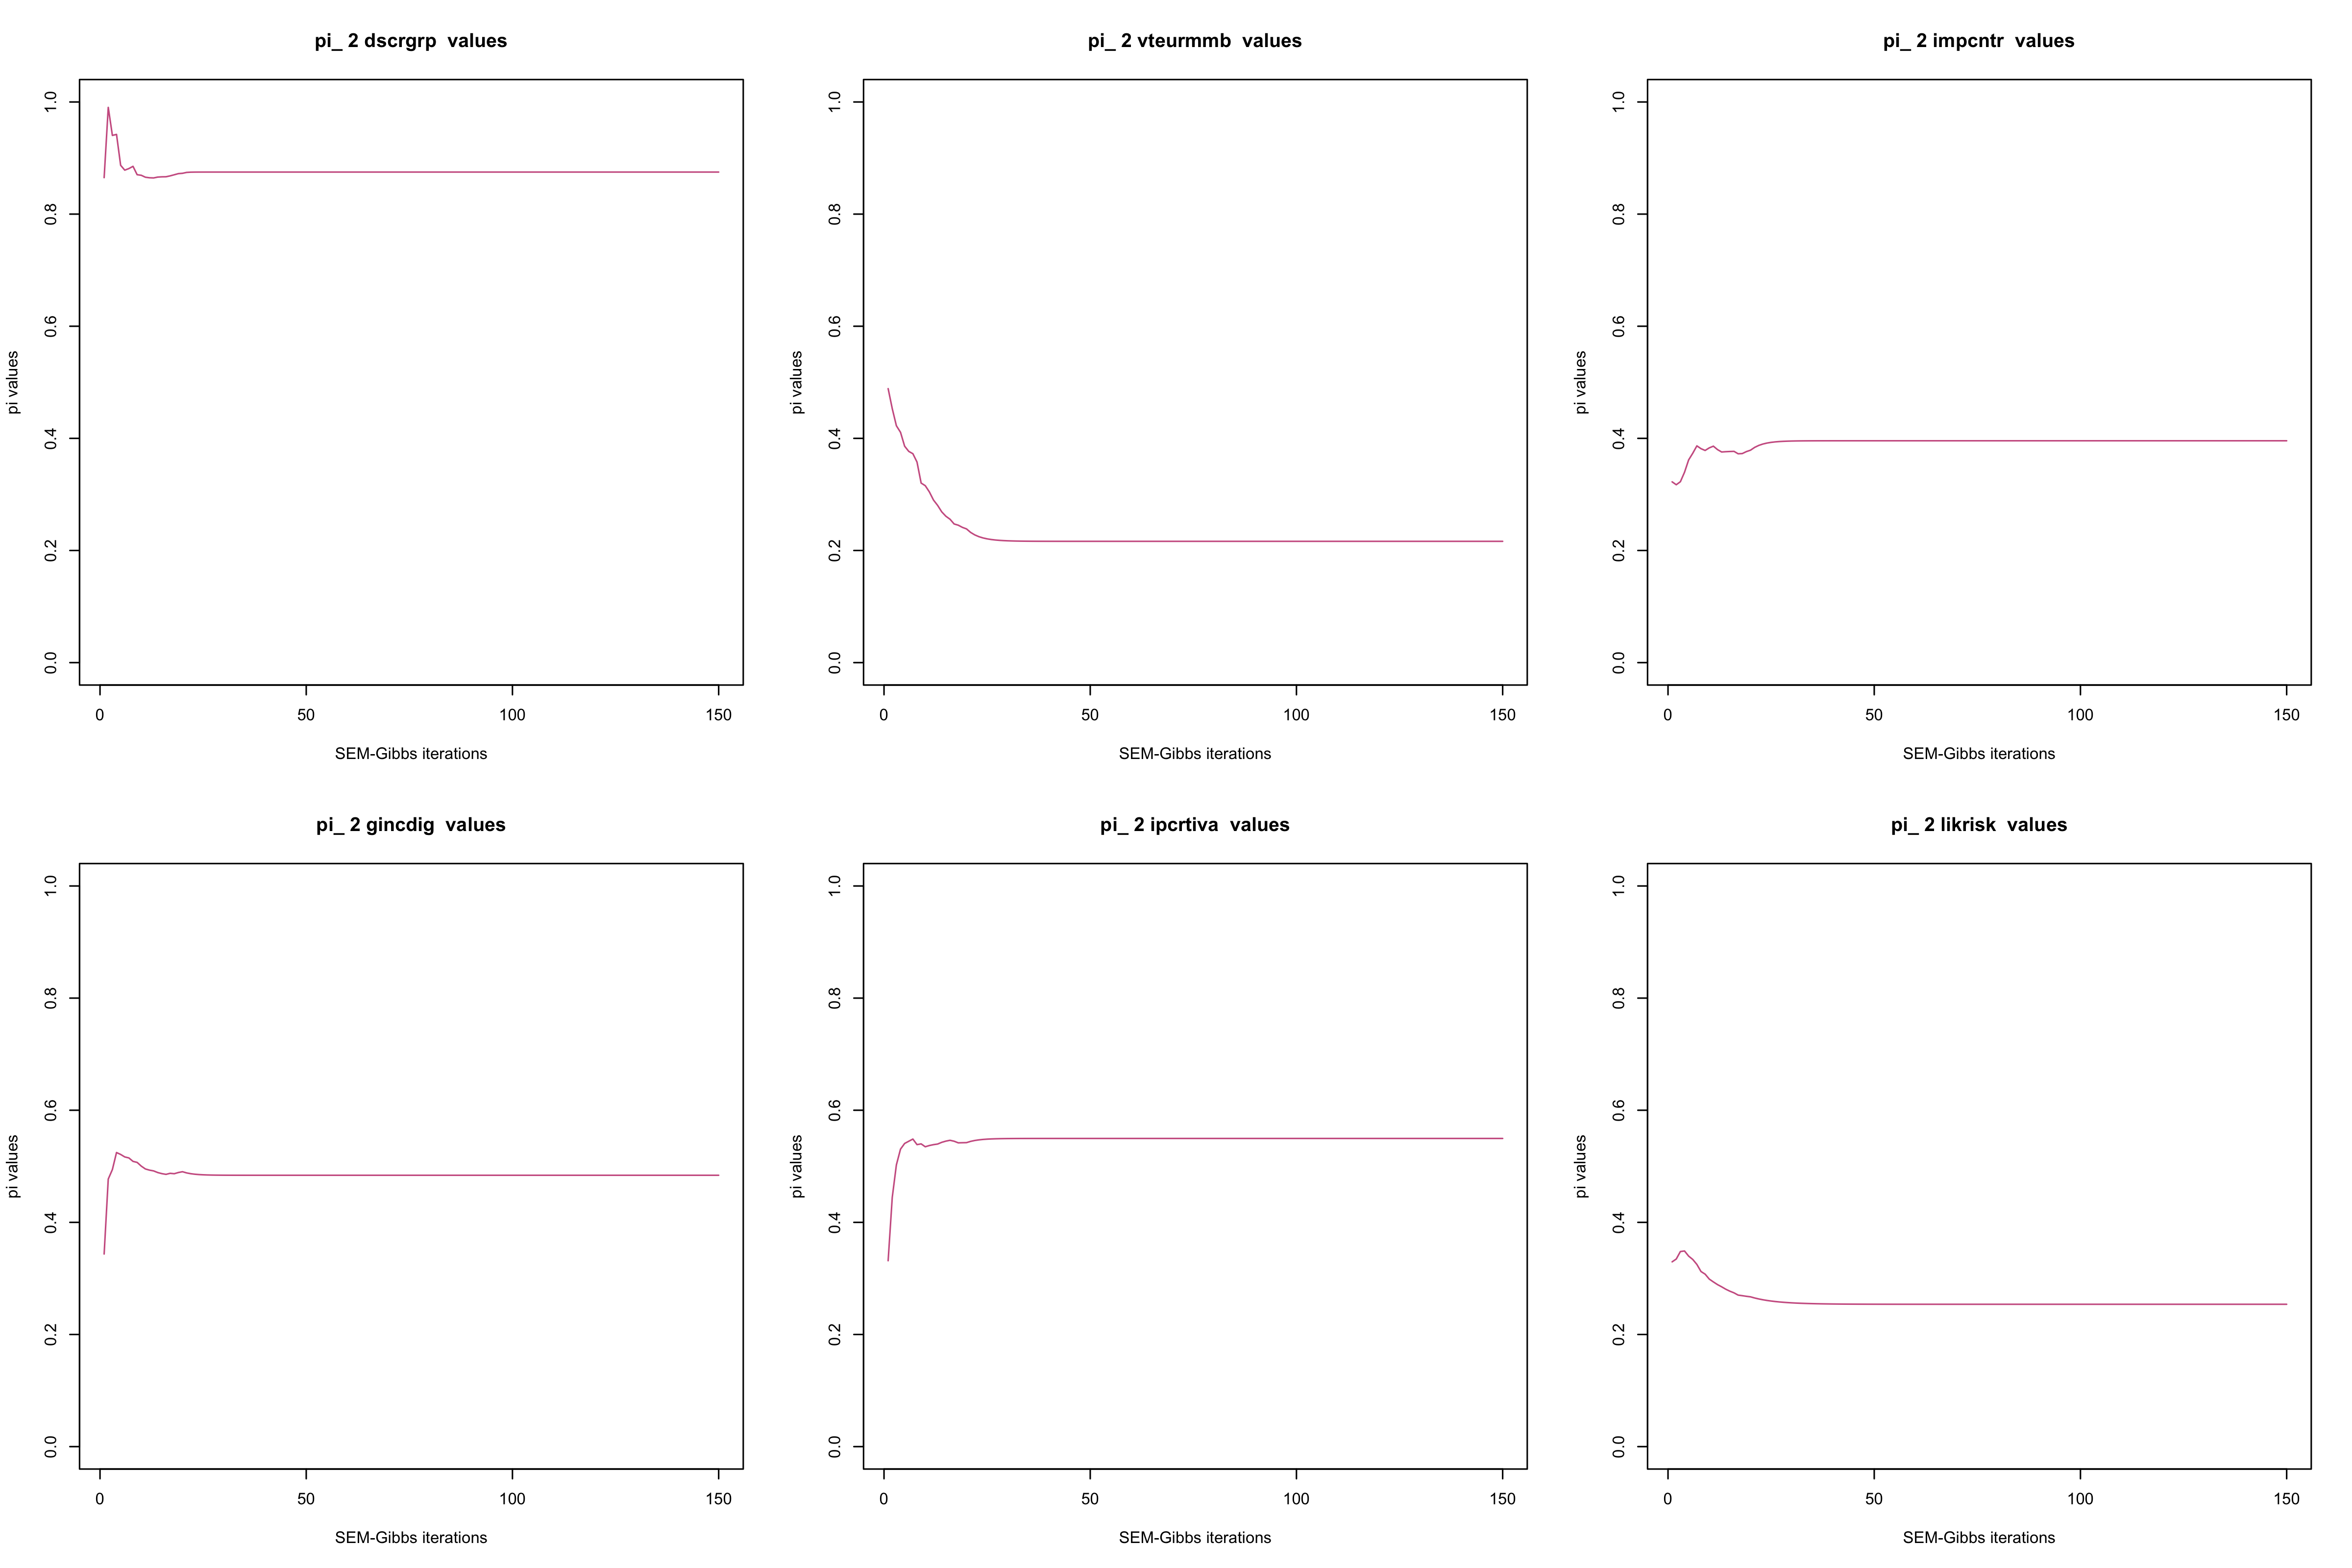 pi_ 2 dscrgrp  values
pi values
1.0
0.8
0.6
0.4
0.2
0.0
0 50 100 150
SEM-Gibbs iterations
pi_ 2 vteurmmb  values
pi values
1.0
0.8
0.6
0.4
0.2
0.0
0 50 100 150
SEM-Gibbs iterations
pi_ 2 impcntr  values
pi values
1.0
0.8
0.6
0.4
0.2
0.0
0 50 100 150
SEM-Gibbs iterations
pi_ 2 gincdig  values
pi values
1.0
0.8
0.6
0.4
0.2
0.0
0 50 100 150
SEM-Gibbs iterations
pi_ 2 ipcrtiva  values
pi values
1.0
0.8
0.6
0.4
0.2
0.0
0 50 100 150
SEM-Gibbs iterations
pi_ 2 likrisk  values
pi values
1.0
0.8
0.6
0.4
0.2
0.0
0 50 100 150
SEM-Gibbs iterations